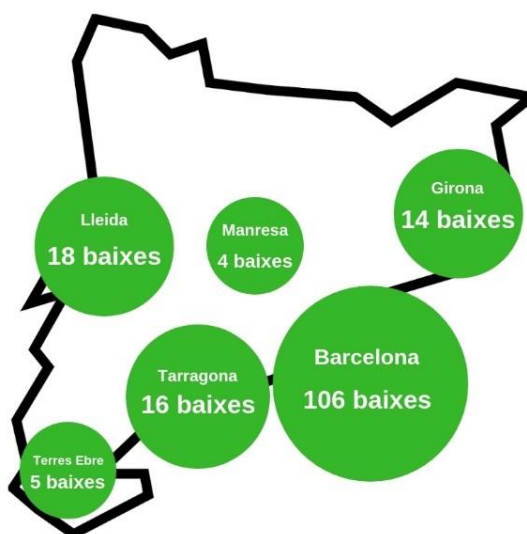 Girona
14 baixes
Lleida
18 baixes
Manresa
4 baixes
Barcelona
106 baixes
Tarragona
16 baixes
Terres Ebre
5 baixes